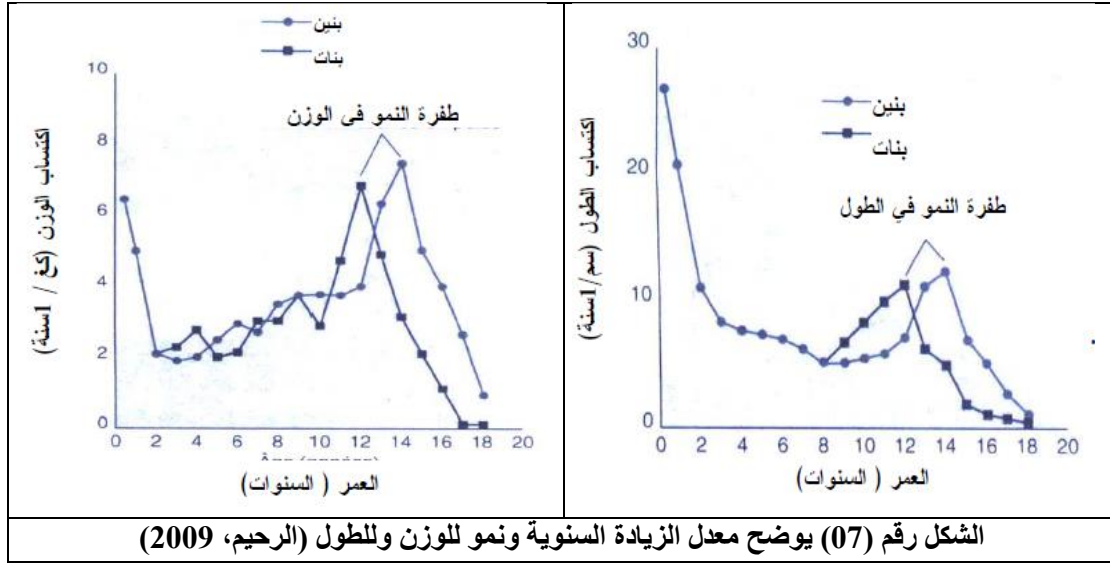 بنين
بنات
30
20
10
0
اكتساب الطول (سم/1سنة)
بنين
بنات
طفرة النمو في الطول
0 2 4 6 8 10 12 14 16 18 20
العمر ( السنوات)
10
8
6
4
2
0
اكتساب الوزن (كغ / 1سنة)
طفرة النمو في الوزن
0 2 4 6 8 10 12 14 16 18 20
العمر ( السنوات)
الشكل رقم (07) يوضح معدل الزيادة السنوية ونمو للوزن وللطول (الرحيم، 2009)